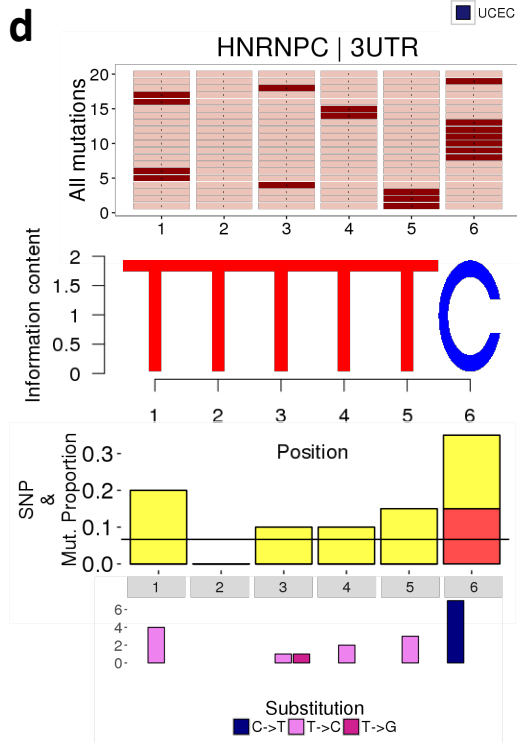 d
UCEC
HNRNPC | 3UTR
All mutations
20
15
10
5
0
1 2 3 4 5 6
Information content
2
1.5
1
0.5
0
TTTTTC
1 2 3 4 5 6
Position
SNP
&
Mut. Proportion
0.3
0.2
0.1
0.0
1 2 3 4 5 6
6
4
2
0
Substitution
C->T T->C T->G